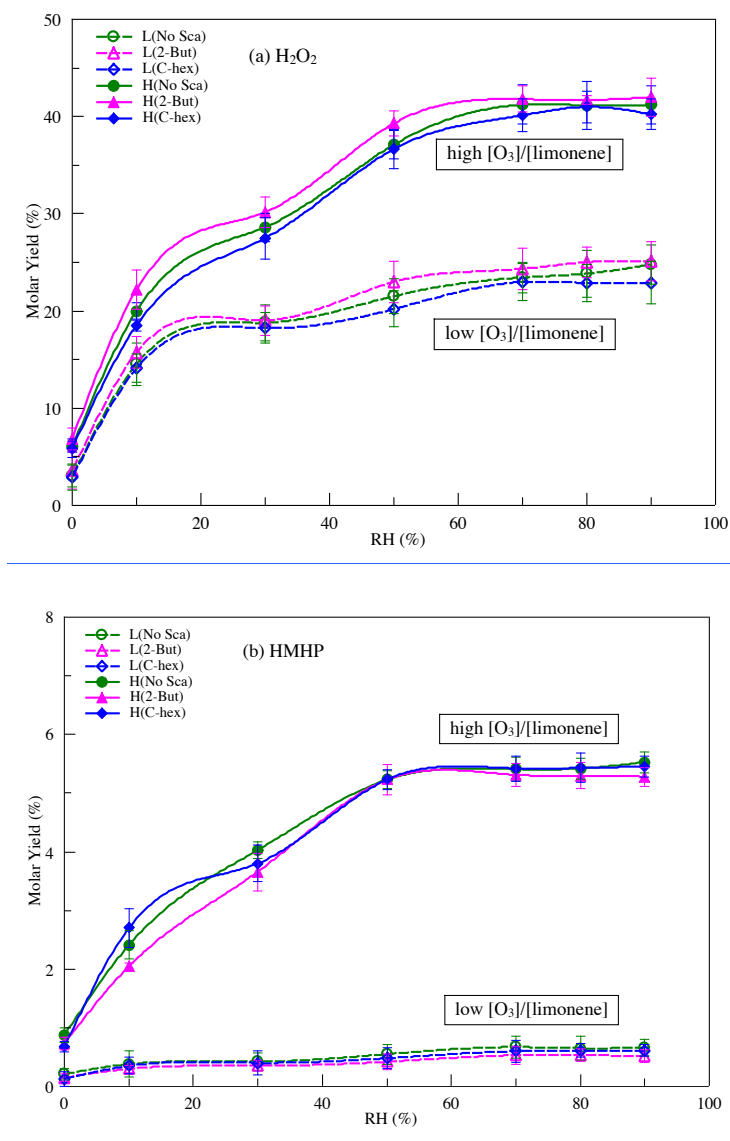 50
40
30
20
10
0
Molar Yield (%)
L(No Sca)
L(2-But)
L(C-hex)
H(No Sca)
H(2-But)
H(C-hex)
(a) H₂O₂
high [O₃]/[limonene]
low [O₃]/[limonene]
0 20 40 60 80 100
RH (%)
8
6
4
2
0
Molar Yield (%)
L(No Sca)
L(2-But)
L(C-hex)
H(No Sca)
H(2-But)
H(C-hex)
(b) HMHP
high [O₃]/[limonene]
low [O₃]/[limonene]
0 20 40 60 80 100
RH (%)